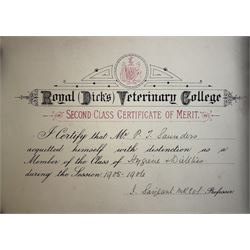 Royal (Dick's) Veterinary College
SECOND CLASS CERTIFICATE OF MERIT.
I Certify that Mr P. T. Saunders
acquitted himself with distinction as a
Member of the Class of Hygiene & Dietetics
during the Session 1905-1906
Professor.